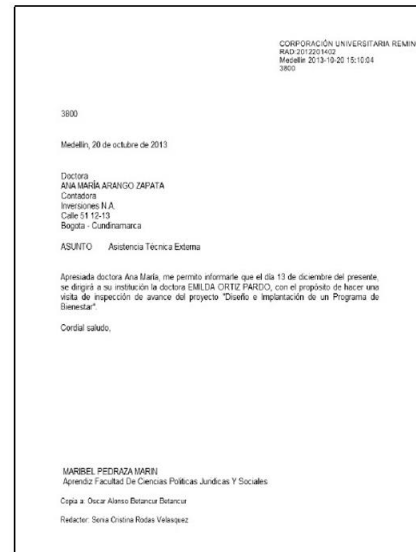 CORPORACIÓN UNIVERSITARIA REMIN
RAD:2012201402
Medellín 2013-10-20 15:10:04
3800
3800
Medellín, 20 de octubre de 2013
Doctora
ANA MARÍA ARANGO ZAPATA
Contadora
Inversiones N.A.
Calle 51 12-13
Bogota - Cundinamarca
ASUNTO Asistencia Técnica Externa
Apresiada doctora Ana María, me permito informarle que el día 13 de diciembre del presente,
se dirigirá a su institución la doctora EMILDA ORTIZ PARDO, con el propósito de hacer una
visita de inspección de avance del proyecto "Diseño e Implantación de un Programa de
Bienestar".
Cordial saludo,
MARIBEL PEDRAZA MARIN
Aprendiz Facultad De Ciencias Politicas Juridicas Y Sociales
Copia a: Oscar Alonso Betancur Betancur
Redactor: Sonia Cristina Rodas Velasquez